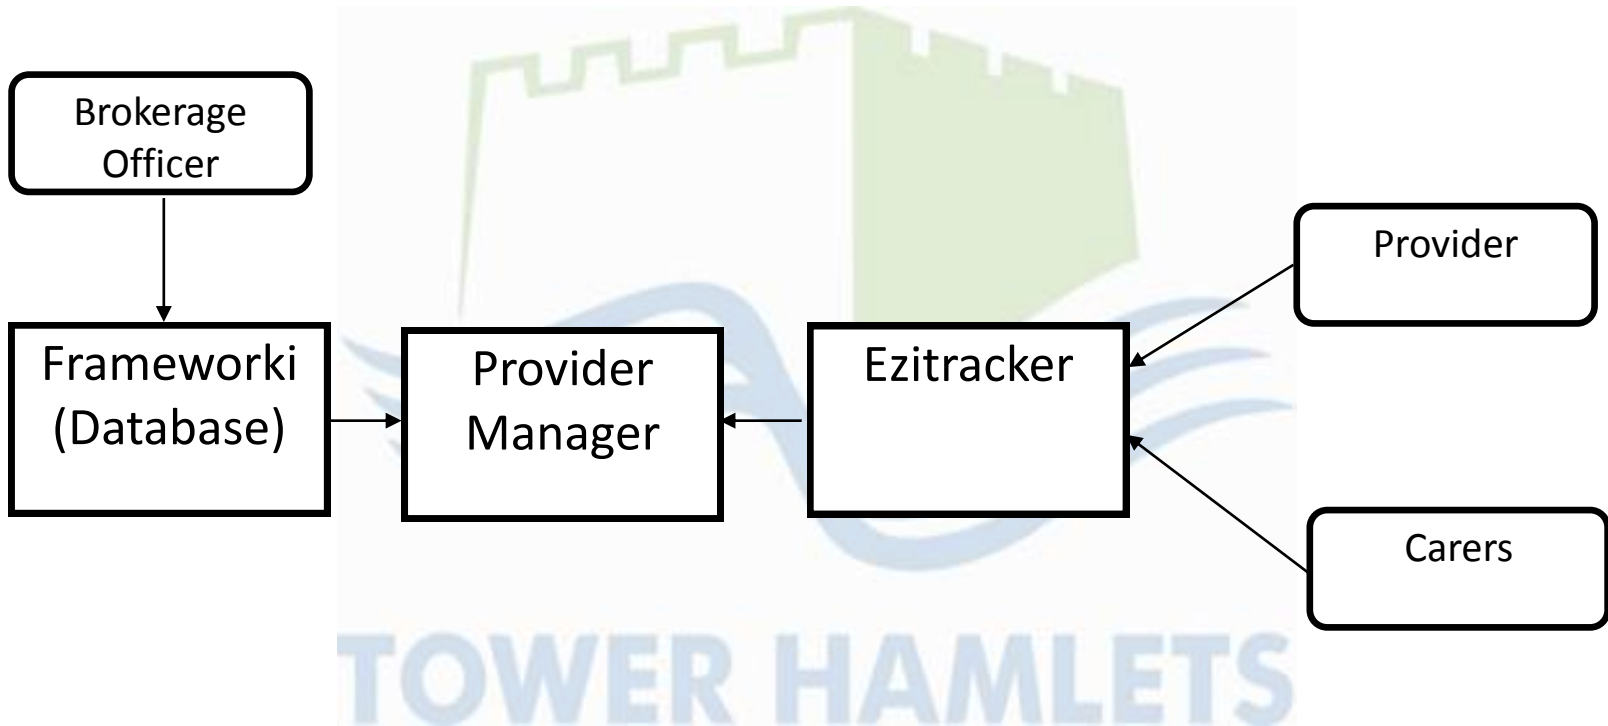 Brokerage
Officer
Provider
Frameworki
(Database)
Provider
Manager
Ezitracker
Carers
TOWER HAMLETS